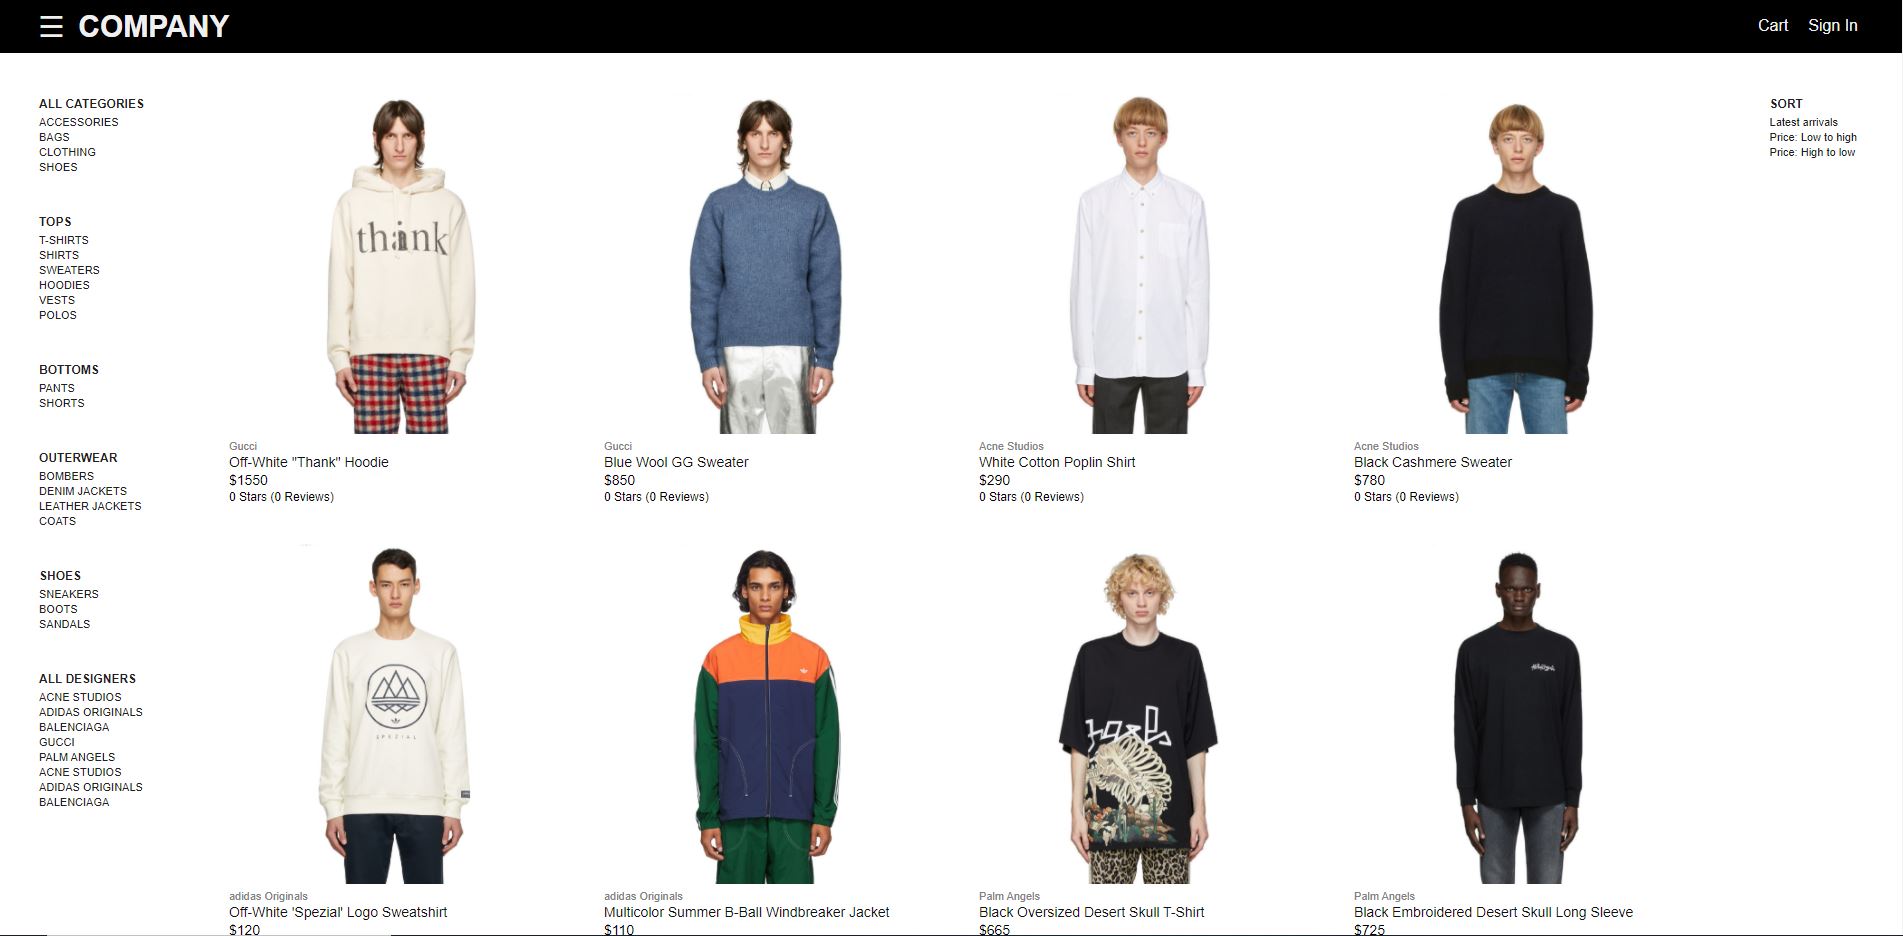 ☰ COMPANY
Cart Sign In
ALL CATEGORIES
ACCESSORIES
BAGS
CLOTHING
SHOES
TOPS
T-SHIRTS
SHIRTS
SWEATERS
HOODIES
VESTS
POLOS
BOTTOMS
PANTS
SHORTS
OUTERWEAR
BOMBERS
DENIM JACKETS
LEATHER JACKETS
COATS
SHOES
SNEAKERS
BOOTS
SANDALS
ALL DESIGNERS
ACNE STUDIOS
ADIDAS ORIGINALS
BALENCIAGA
GUCCI
PALM ANGELS
ACNE STUDIOS
ADIDAS ORIGINALS
BALENCIAGA
thank
Gucci
Off-White "Thank" Hoodie
$1550
0 Stars (0 Reviews)
Gucci
Blue Wool GG Sweater
$850
0 Stars (0 Reviews)
Acne Studios
White Cotton Poplin Shirt
$290
0 Stars (0 Reviews)
Acne Studios
Black Cashmere Sweater
$780
0 Stars (0 Reviews)
SPEZIAL
adidas Originals
Off-White 'Spezial' Logo Sweatshirt
$120
adidas Originals
Multicolor Summer B-Ball Windbreaker Jacket
$110
Palm Angels
Black Oversized Desert Skull T-Shirt
$665
Palm Angels
Black Embroidered Desert Skull Long Sleeve
$725
SORT
Latest arrivals
Price: Low to high
Price: High to low